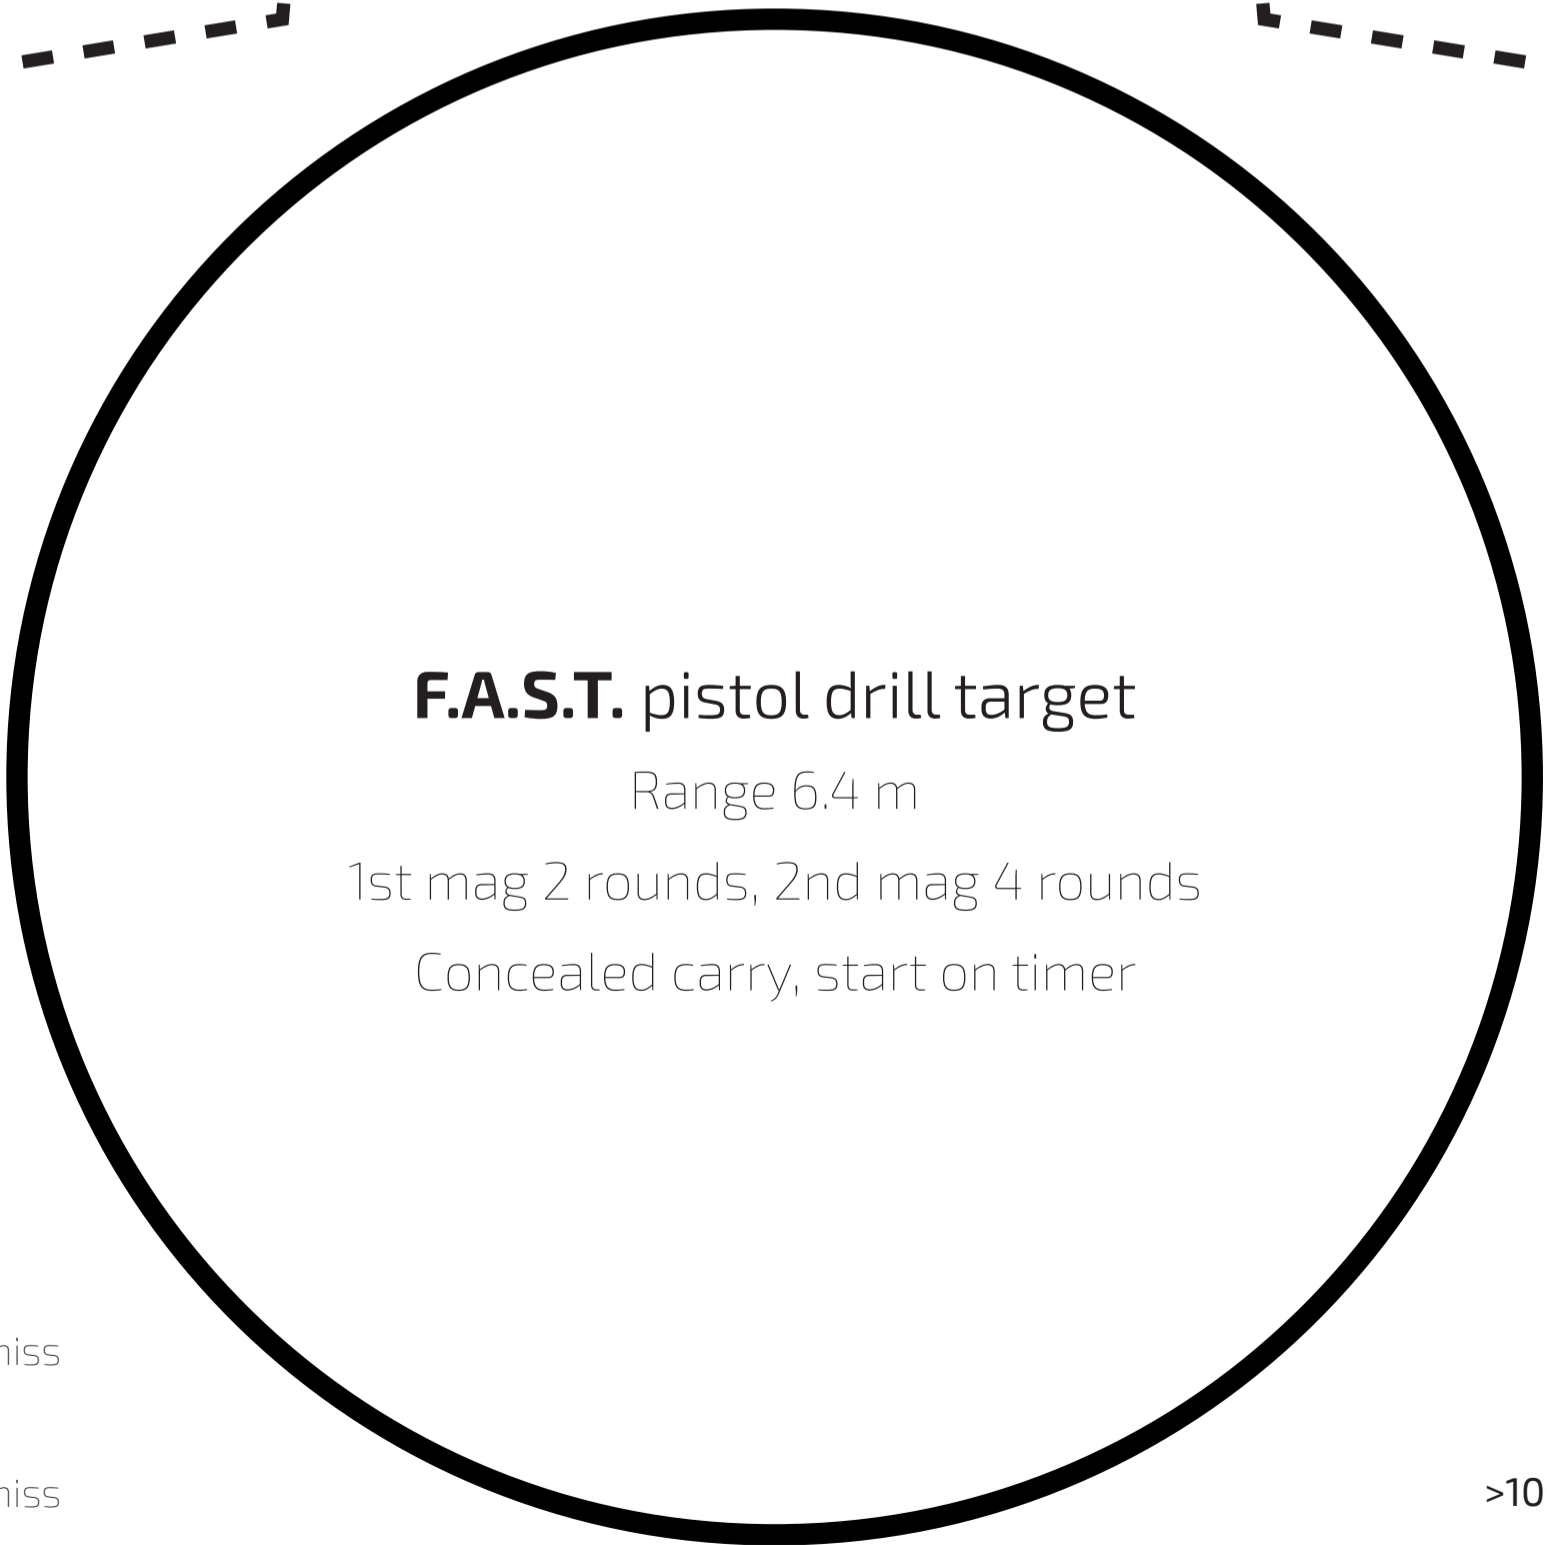 F.A.S.T. pistol drill target
Range 6.4 m
1st mag 2 rounds, 2nd mag 4 rounds
Concealed carry, start on timer
>10